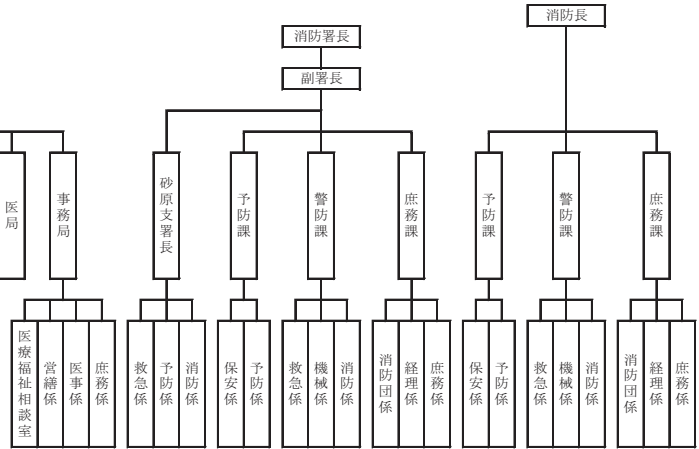 消防長
消防署長
副署長
庶務課
警防課
予防課
庶務課
警防課
予防課
砂原支署長
事務局
医局
庶務係
経理係
消防団係
消防係
機械係
救急係
予防係
保安係
庶務係
経理係
消防団係
消防係
機械係
救急係
予防係
保安係
消防係
予防係
救急係
庶務係
医事係
営繕係
医療福祉相談室